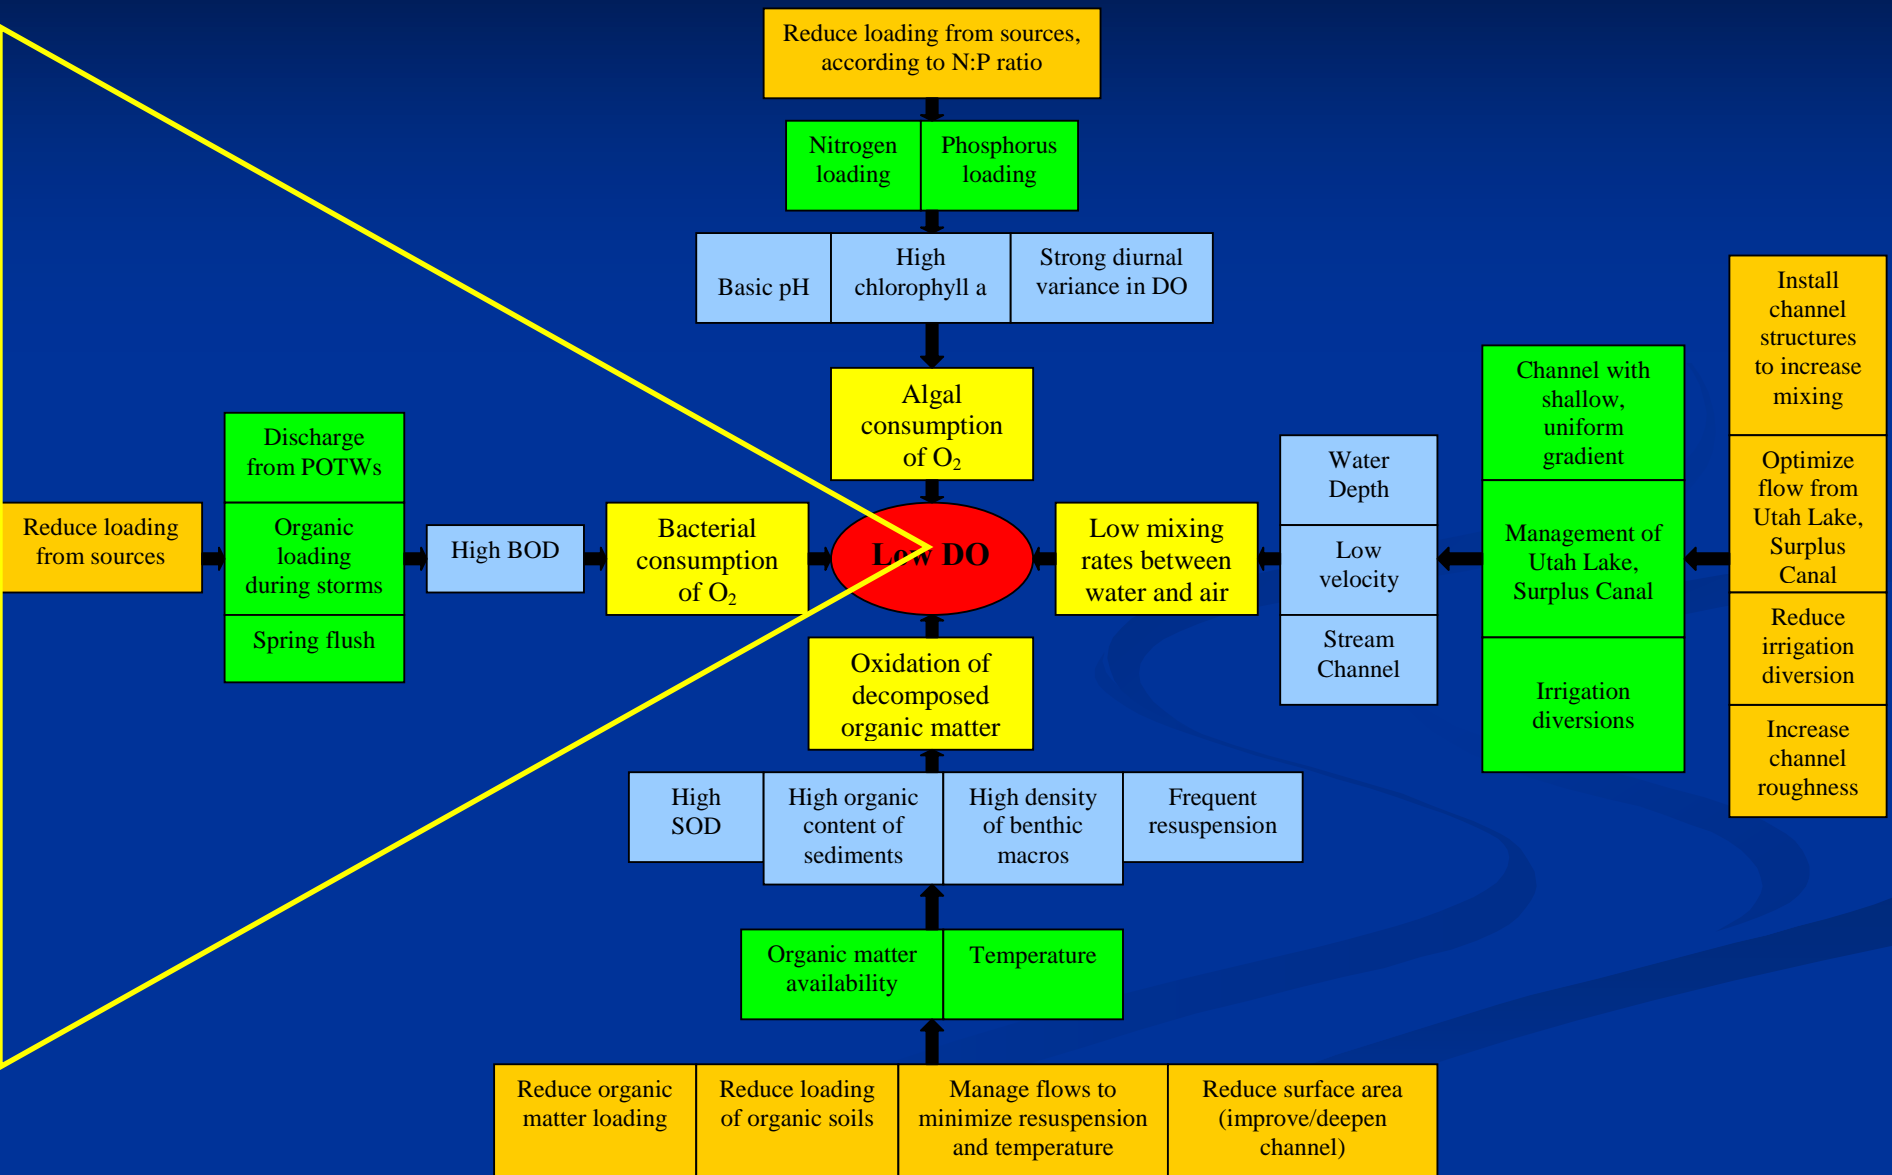 Reduce loading from sources,
according to N:P ratio
Nitrogen
loading
Phosphorus
loading
Basic pH
High
chlorophyll a
Strong diurnal
variance in DO
Algal
consumption
of O₂
Reduce loading
from sources
Discharge
from POTWs
Organic
loading
during storms
Spring flush
High BOD
Bacterial
consumption
of O₂
Low DO
Low mixing
rates between
water and air
Water
Depth
Low
velocity
Stream
Channel
Channel with
shallow,
uniform
gradient
Management of
Utah Lake,
Surplus Canal
Irrigation
diversions
Install
channel
structures
to increase
mixing
Optimize
flow from
Utah Lake,
Surplus
Canal
Reduce
irrigation
diversion
Increase
channel
roughness
Oxidation of
decomposed
organic matter
High
SOD
High organic
content of
sediments
High density
of benthic
macros
Frequent
resuspension
Organic matter
availability
Temperature
Reduce organic
matter loading
Reduce loading
of organic soils
Manage flows to
minimize resuspension
and temperature
Reduce surface area
(improve/deepen
channel)